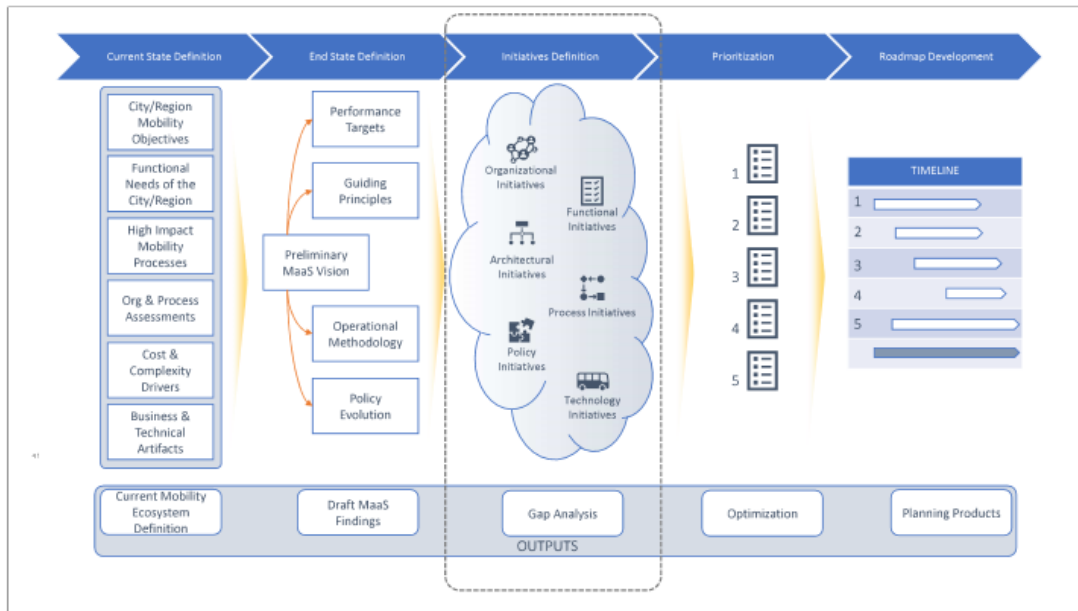 Current State Definition
End State Definition
Initiatives Definition
Prioritization
Roadmap Development
City/Region
Mobility
Objectives
Functional
Needs of the
City/Region
High Impact
Mobility
Processes
Org & Process
Assessments
Cost &
Complexity
Drivers
Business &
Technical
Artifacts
Performance
Targets
Guiding
Principles
Preliminary
MaaS Vision
Operational
Methodology
Policy
Evolution
Organizational
Initiatives
Functional
Initiatives
Architectural
Initiatives
Process Initiatives
Policy
Initiatives
Technology
Initiatives
1
2
3
4
5
TIMELINE
1
2
3
4
5
Current Mobility
Ecosystem
Definition
Draft MaaS
Findings
Gap Analysis
Optimization
Planning Products
OUTPUTS